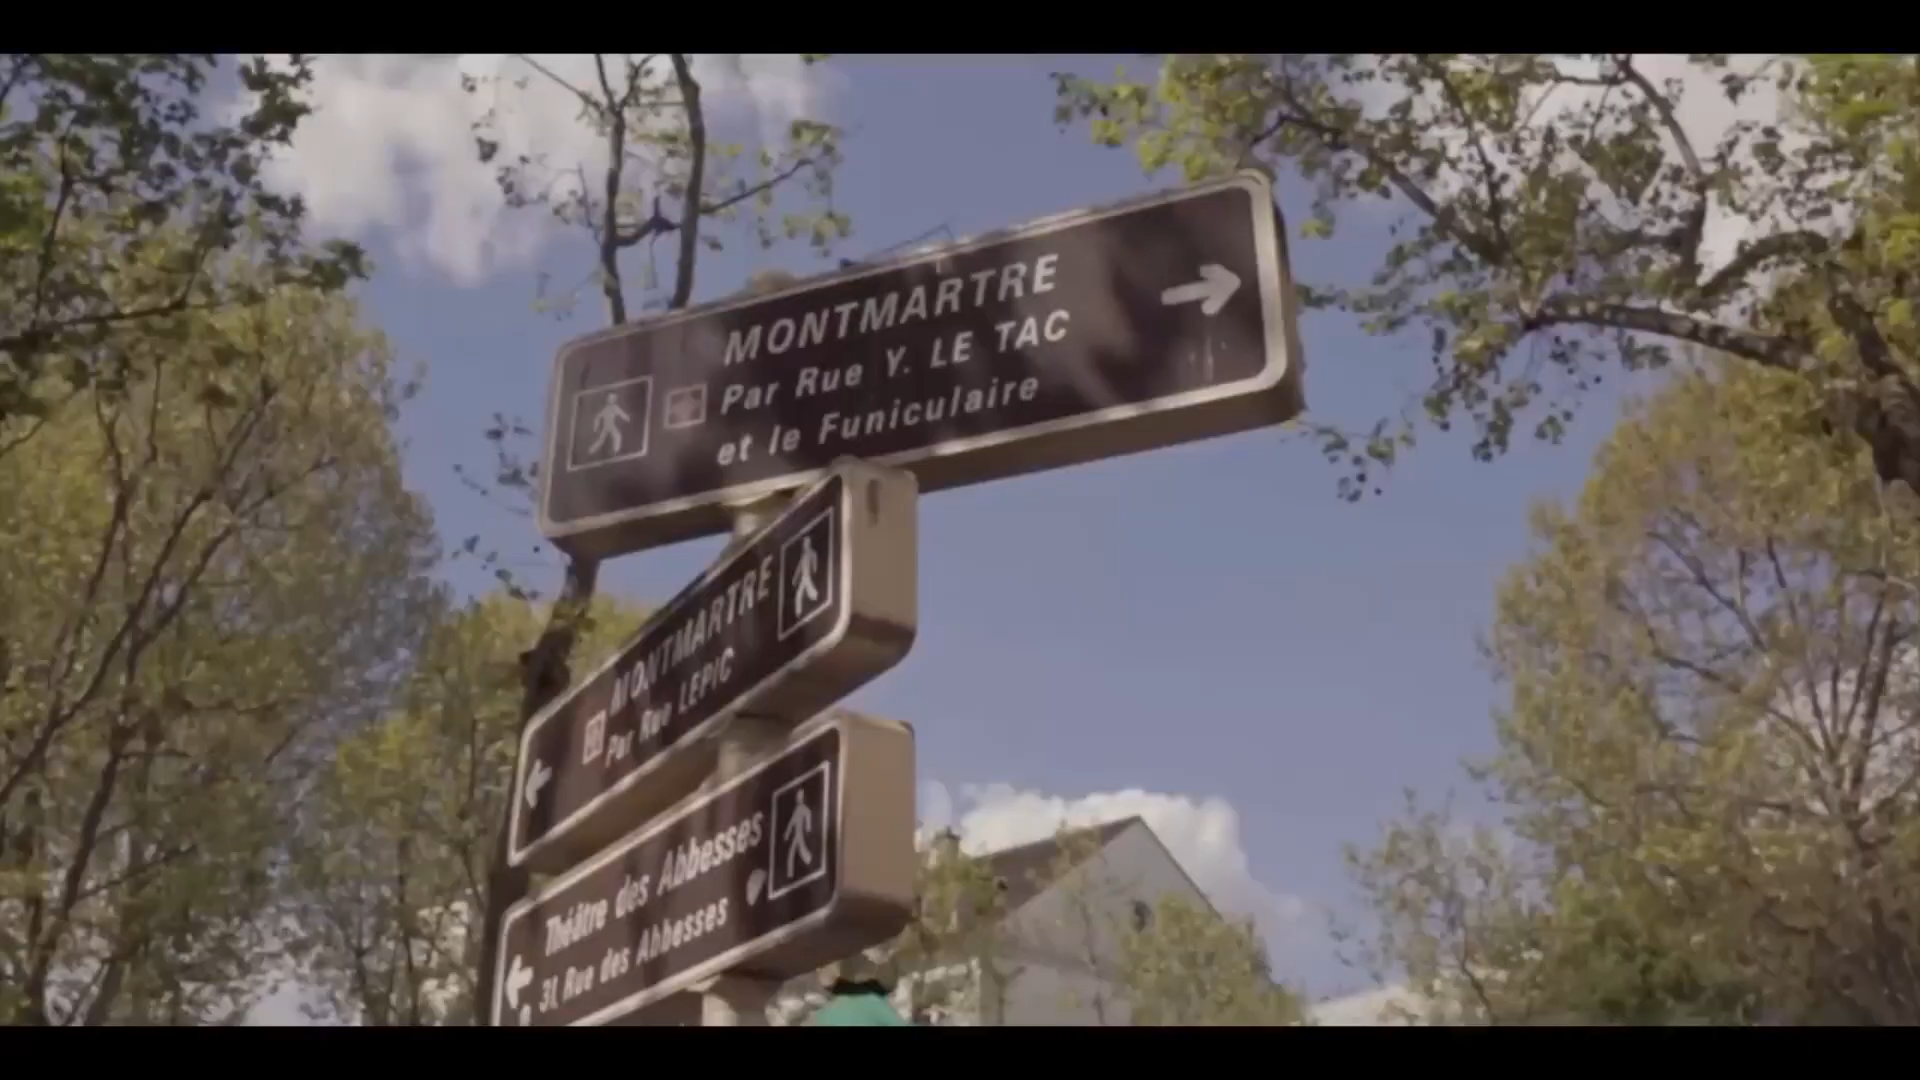 MONTMARTRE
Par Rue Y. LE TAC
et le Funiculaire
MONTMARTRE
Par Rue LEPIC
Théâtre des Abbesses
31, Rue des Abbesses